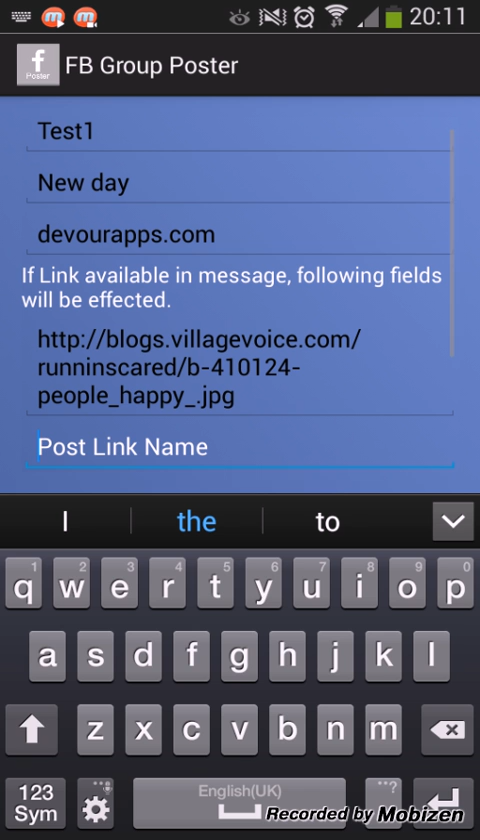 20:11
f
Poster
FB Group Poster
Test1
New day
devourapps.com
If Link available in message, following fields
will be effected.
http://blogs.villagevoice.com/
runninscared/b-410124-
people_happy_.jpg
Post Link Name
I the to
1 2 3 4 5 6 7 8 9 0
q w e r t y u i o p
a s d f g h j k l
z x c v b n m
123
Sym
English(UK)
...?
Recorded by Mobizen